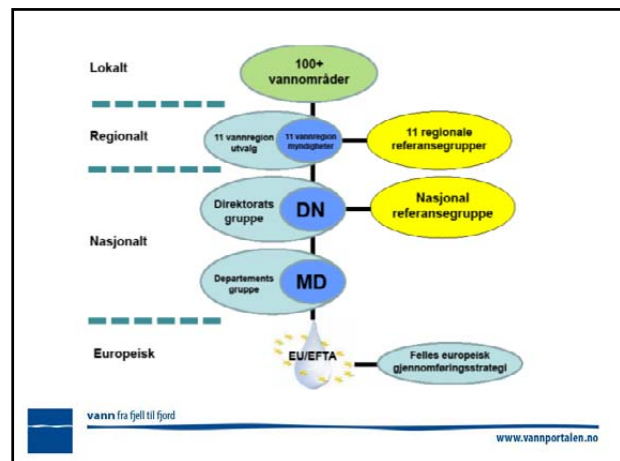 Lokalt
100+
vannområder
Regionalt
11 vannregion
utvalg
11 vannregion
myndigheter
11 regionale
referansegrupper
Nasjonalt
Direktorats
gruppe
DN
Nasjonal
referansegruppe
Departements
gruppe
MD
Europeisk
EU/EFTA
Felles europeisk
gjennomføringsstrategi
vann fra fjell til fjord
www.vannportalen.no